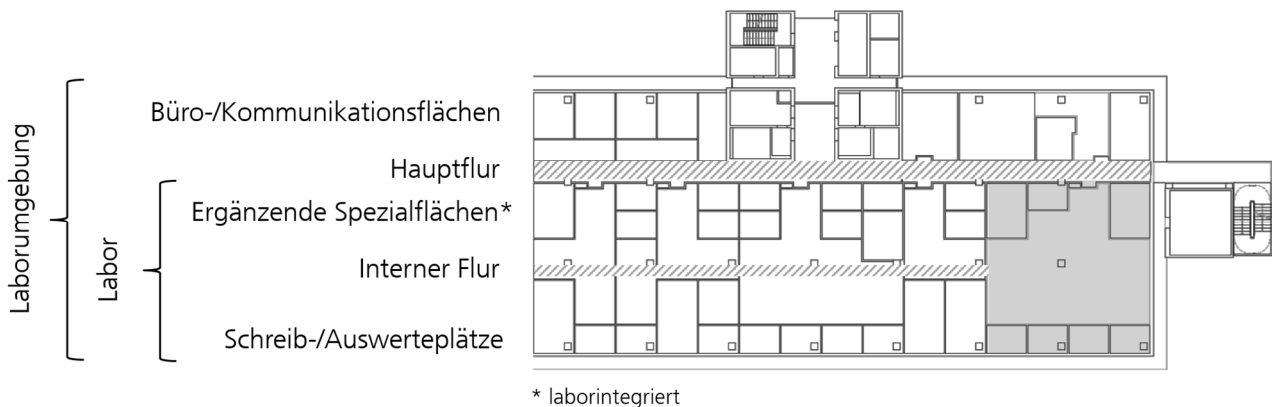 Laborumgebung
Labor
Büro-/Kommunikationsflächen
Hauptflur
Ergänzende Spezialflächen*
Interner Flur
Schreib-/Auswerteplätze
* laborintegriert